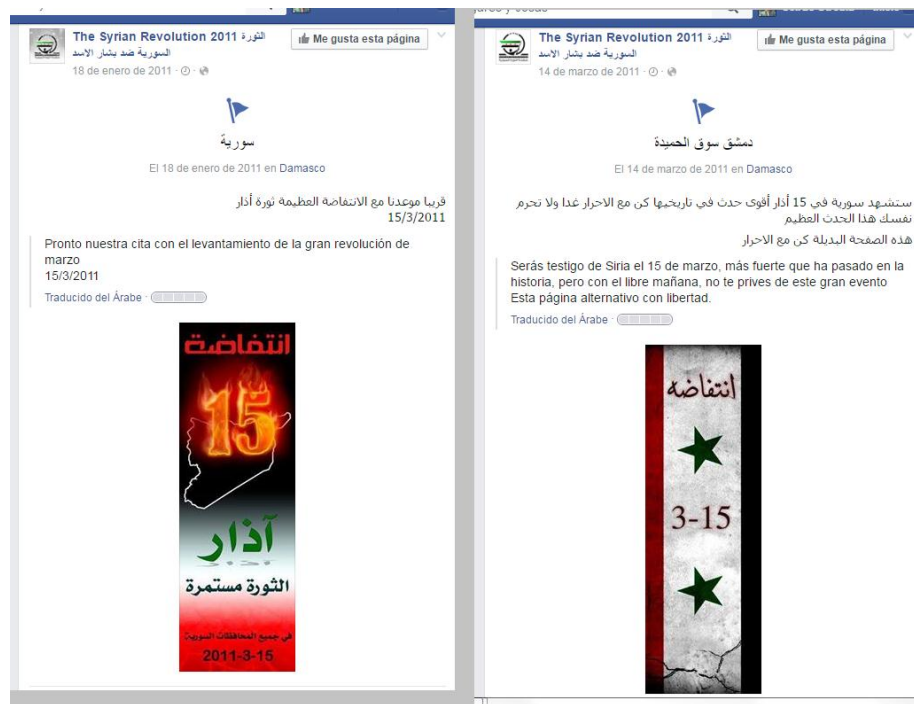 The Syrian Revolution 2011 الثورة
السورية ضد بشار الاسد
Me gusta esta página
18 de enero de 2011
سورية
El 18 de enero de 2011 en Damasco
قريبا موعدنا مع الانتفاضة العظيمة ثورة أذار
15/3/2011
Pronto nuestra cita con el levantamiento de la gran revolución de
marzo
15/3/2011
Traducido del Árabe
انتفاضة
15
آذار
الثورة مستمرة
في جميع المحافظات السورية
2011-3-15
The Syrian Revolution 2011 الثورة
السورية ضد بشار الاسد
Me gusta esta página
14 de marzo de 2011
دمشق سوق الحميدة
El 14 de marzo de 2011 en Damasco
ستشهد سورية في 15 أذار أقوى حدث في تاريخها كن مع الاحرار غدا ولا تحرم
نفسك هذا الحدث العظيم
هذه الصفحة البديلة كن مع الاحرار
Serás testigo de Siria el 15 de marzo, más fuerte que ha pasado en la
historia, pero con el libre mañana, no te prives de este gran evento
Esta página alternativo con libertad.
Traducido del Árabe
انتفاضه
3-15